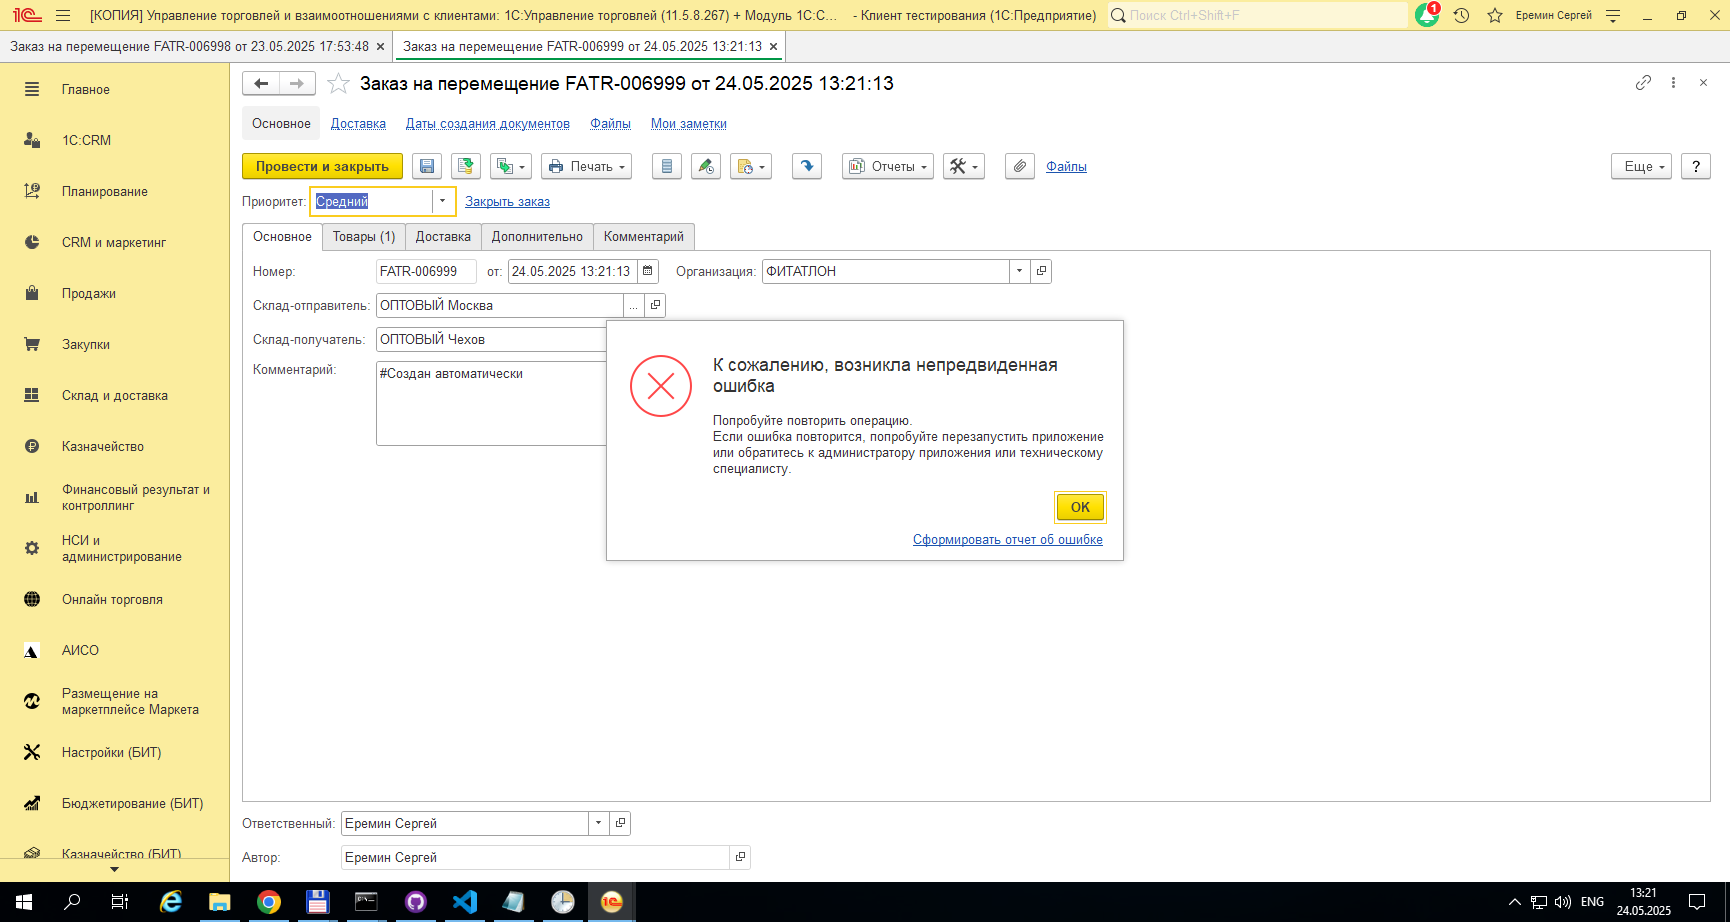 [КОПИЯ] Управление торговлей и взаимоотношениями с клиентами: 1С:Управление торговлей (11.5.8.267) + Модуль 1С:С... - Клиент тестирования (1С:Предприятие)
Поиск Ctrl+Shift+F
1
Еремин Сергей
Заказ на перемещение FATR-006998 от 23.05.2025 17:53:48
Заказ на перемещение FATR-006999 от 24.05.2025 13:21:13
Главное
1С:CRM
Планирование
CRM и маркетинг
Продажи
Закупки
Склад и доставка
Казначейство
Финансовый результат и
контроллинг
НСИ и
администрирование
Онлайн торговля
АИСО
Размещение на
маркетплейсе Маркета
Настройки (БИТ)
Бюджетирование (БИТ)
Казначейство (БИТ)
Заказ на перемещение FATR-006999 от 24.05.2025 13:21:13
Основное Доставка Даты создания документов Файлы Мои заметки
Провести и закрыть Печать Отчеты Файлы Еще ?
Приоритет: Средний Закрыть заказ
Основное Товары (1) Доставка Дополнительно Комментарий
Номер: FATR-006999 от: 24.05.2025 13:21:13 Организация: ФИТАТЛОН
Склад-отправитель: ОПТОВЫЙ Москва ...
Склад-получатель: ОПТОВЫЙ Чехов
Комментарий: #Создан автоматически
К сожалению, возникла непредвиденная
ошибка
Попробуйте повторить операцию.
Если ошибка повторится, попробуйте перезапустить приложение
или обратитесь к администратору приложения или техническому
специалисту.
OK
Сформировать отчет об ошибке
Ответственный: Еремин Сергей
Автор: Еремин Сергей
ENG
13:21
24.05.2025